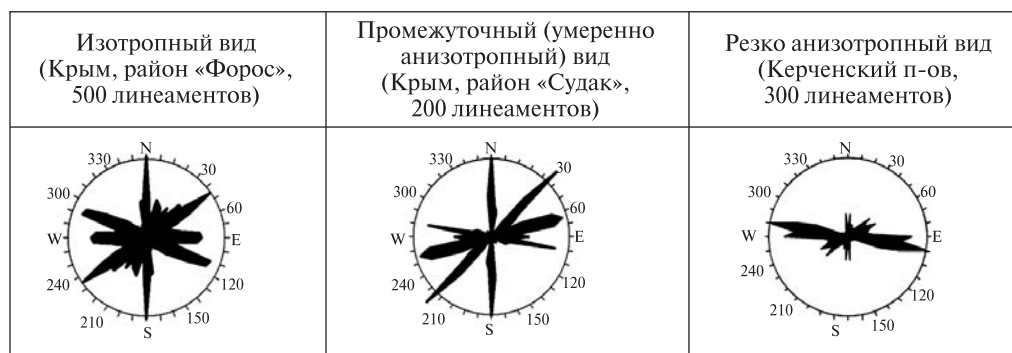 Изотропный вид
(Крым, район «Форос»,
500 линеаментов)
Промежуточный (умеренно
анизотропный) вид
(Крым, район «Судак»,
200 линеаментов)
Резко анизотропный вид
(Керченский п-ов,
300 линеаментов)
N
330
30
300
60
W
E
240
120
210
150
S
N
330
30
300
60
W
E
240
120
210
150
S
N
330
30
300
60
W
E
240
120
210
150
S